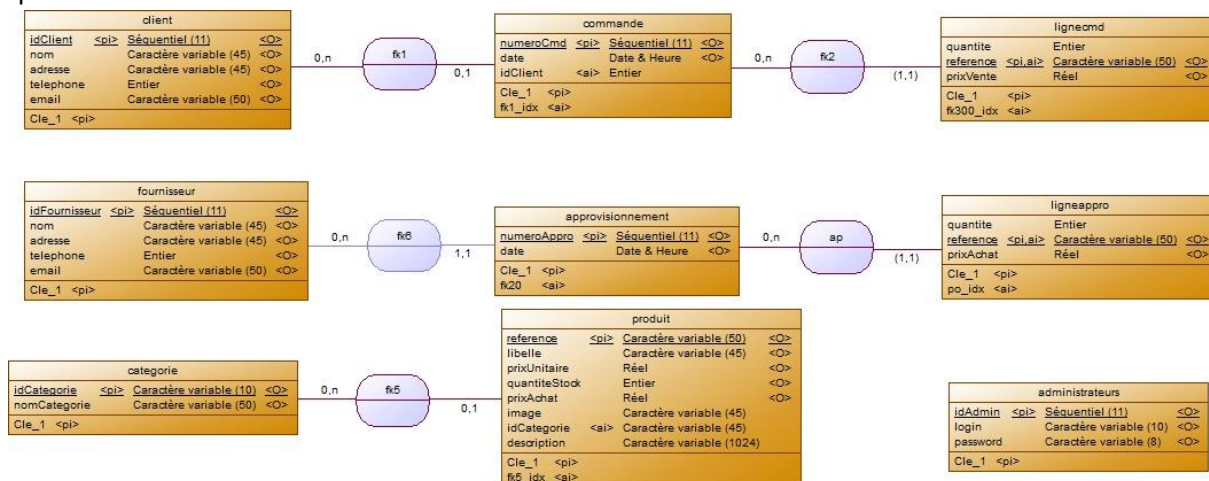 client
idClient <pi> Séquentiel (11) <O>
nom Caractère variable (45) <O>
adresse Caractère variable (45) <O>
telephone Entier <O>
email Caractère variable (50) <O>
Cle_1 <pi>
0,n
fk1
0,1
commande
numeroCmd <pi> Séquentiel (11) <O>
date Date & Heure <O>
idClient <ai> Entier
Cle_1 <pi>
fk1_idx <ai>
0,n
fk2
(1,1)
lignecmd
quantite Entier
reference <pi,ai> Caractère variable (50) <O>
prixVente Réel <O>
Cle_1 <pi>
fk300_idx <ai>
fournisseur
idFournisseur <pi> Séquentiel (11) <O>
nom Caractère variable (45) <O>
adresse Caractère variable (45) <O>
telephone Entier <O>
email Caractère variable (50) <O>
Cle_1 <pi>
0,n
fk6
1,1
approvisionnement
numeroAppro <pi> Séquentiel (11) <O>
date Date & Heure <O>
Cle_1 <pi>
fk20 <ai>
0,n
ap
(1,1)
ligneappro
quantite Entier
reference <pi,ai> Caractère variable (50) <O>
prixAchat Réel <O>
Cle_1 <pi>
po_idx <ai>
categorie
idCategorie <pi> Caractère variable (10) <O>
nomCategorie Caractère variable (50) <O>
Cle_1 <pi>
0,n
fk5
0,1
produit
reference <pi> Caractère variable (50) <O>
libelle Caractère variable (45) <O>
prixUnitaire Réel <O>
quantiteStock Entier <O>
prixAchat Réel <O>
image Caractère variable (45)
idCategorie <ai> Caractère variable (45)
description Caractère variable (1024)
Cle_1 <pi>
fk5_idx <ai>
administrateurs
idAdmin <pi> Séquentiel (11) <O>
login Caractère variable (10) <O>
password Caractère variable (8) <O>
Cle_1 <pi>